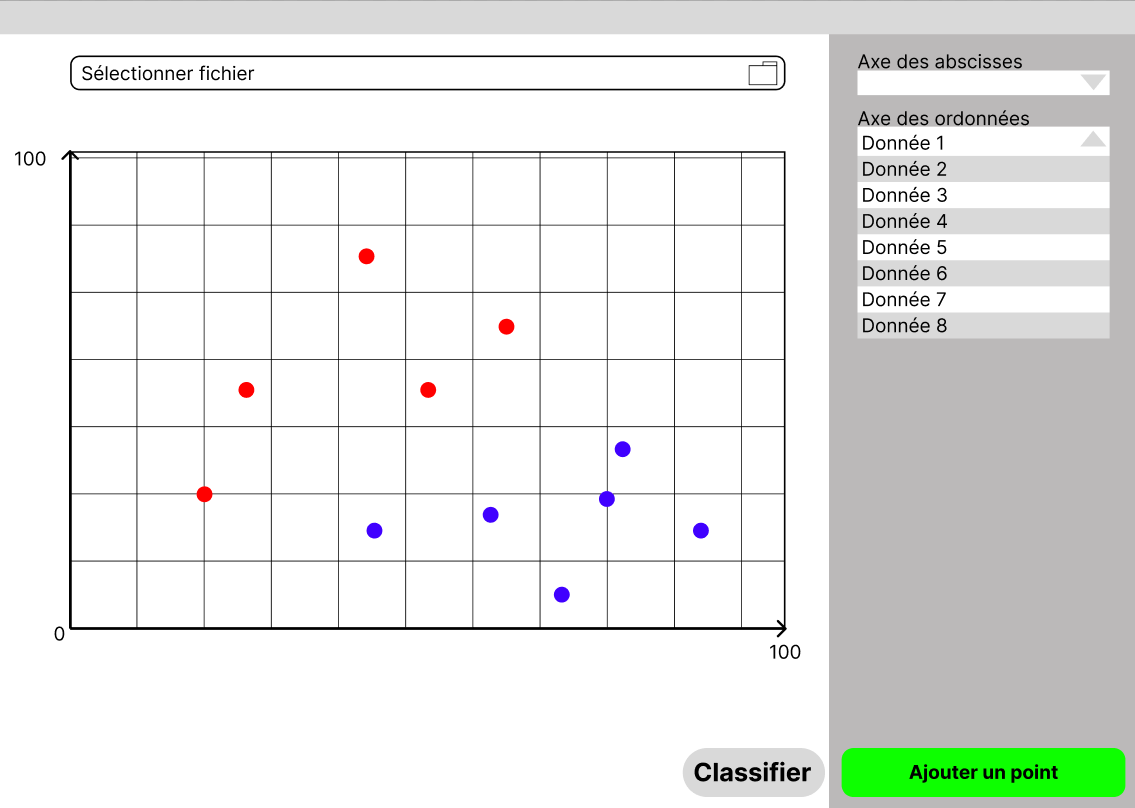 Sélectionner fichier
100
0
100
Classifier
Axe des abscisses
Axe des ordonnées
Donnée 1
Donnée 2
Donnée 3
Donnée 4
Donnée 5
Donnée 6
Donnée 7
Donnée 8
Ajouter un point